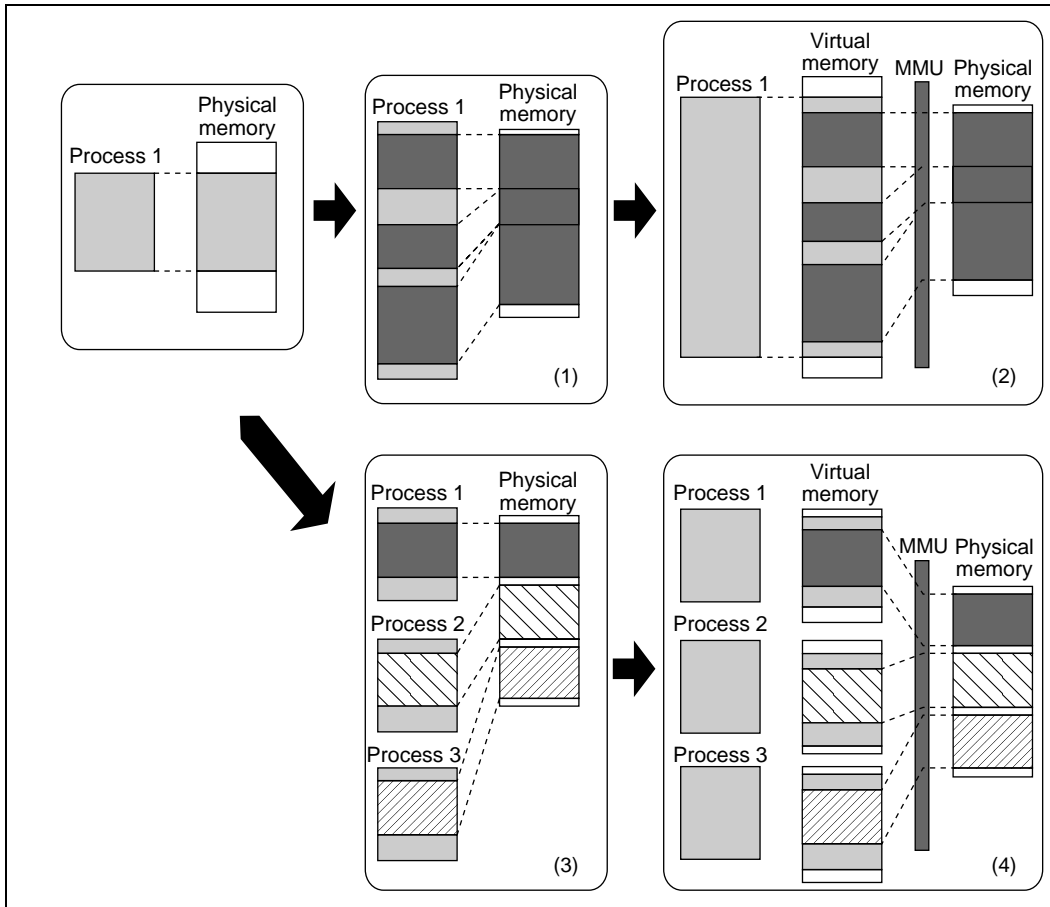 Process 1
Physical
memory
Process 1
Physical
memory
(1)
Process 1
Virtual
memory
MMU
Physical
memory
(2)
Process 1
Physical
memory
Process 2
Process 3
(3)
Process 1
Virtual
memory
MMU
Physical
memory
Process 2
Process 3
(4)